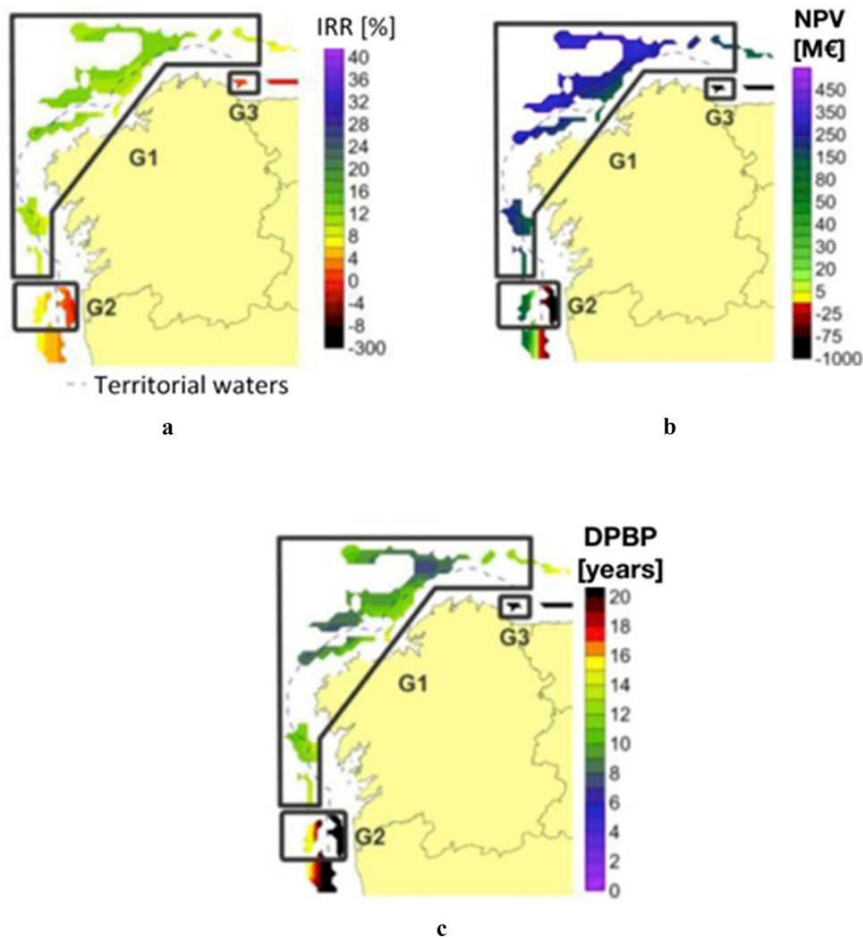 IRR [%]
40
36
32
28
24
20
16
12
8
4
0
-4
-8
-300
G1
G2
G3
Territorial waters
a
NPV
[M€]
450
350
250
150
80
50
40
30
20
5
-25
-75
-1000
G1
G2
G3
b
DPBP
[years]
20
18
16
14
12
10
8
6
4
2
0
G1
G2
G3
c